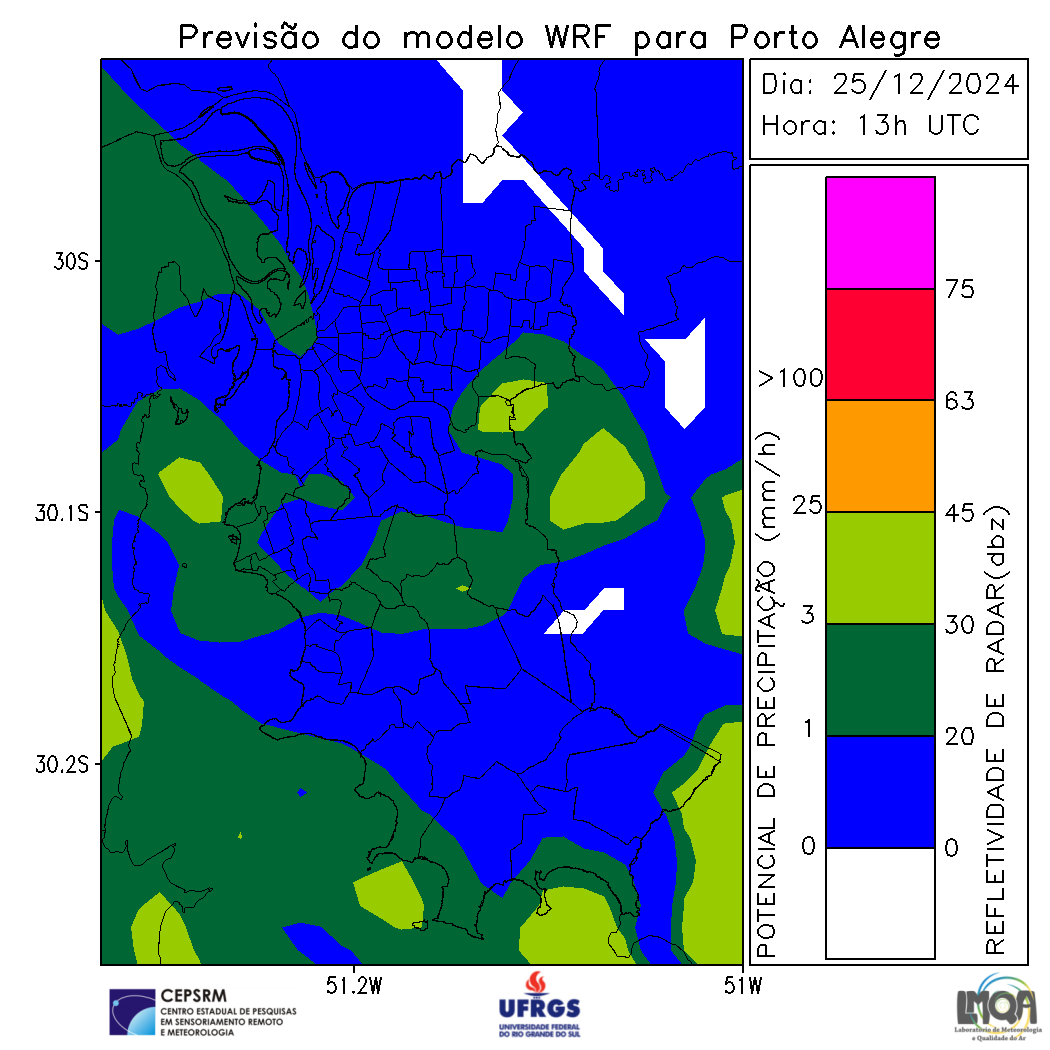 Previsão do modelo WRF para Porto Alegre
Dia: 25/12/2024
Hora: 13h UTC
30S
30.1S
30.2S
51.2W
51W
POTENCIAL DE PRECIPITAÇÃO (mm/h)
>100
25
3
1
0
75
63
45
30
20
0
REFLETIVIDADE DE RADAR(dbz)
CEPSRM
CENTRO ESTADUAL DE PESQUISAS
EM SENSORIAMENTO REMOTO
E METEOROLOGIA
UFRGS
UNIVERSIDADE FEDERAL
DO RIO GRANDE DO SUL
LMQA
Laboratório de Meteorologia
e Qualidade do Ar